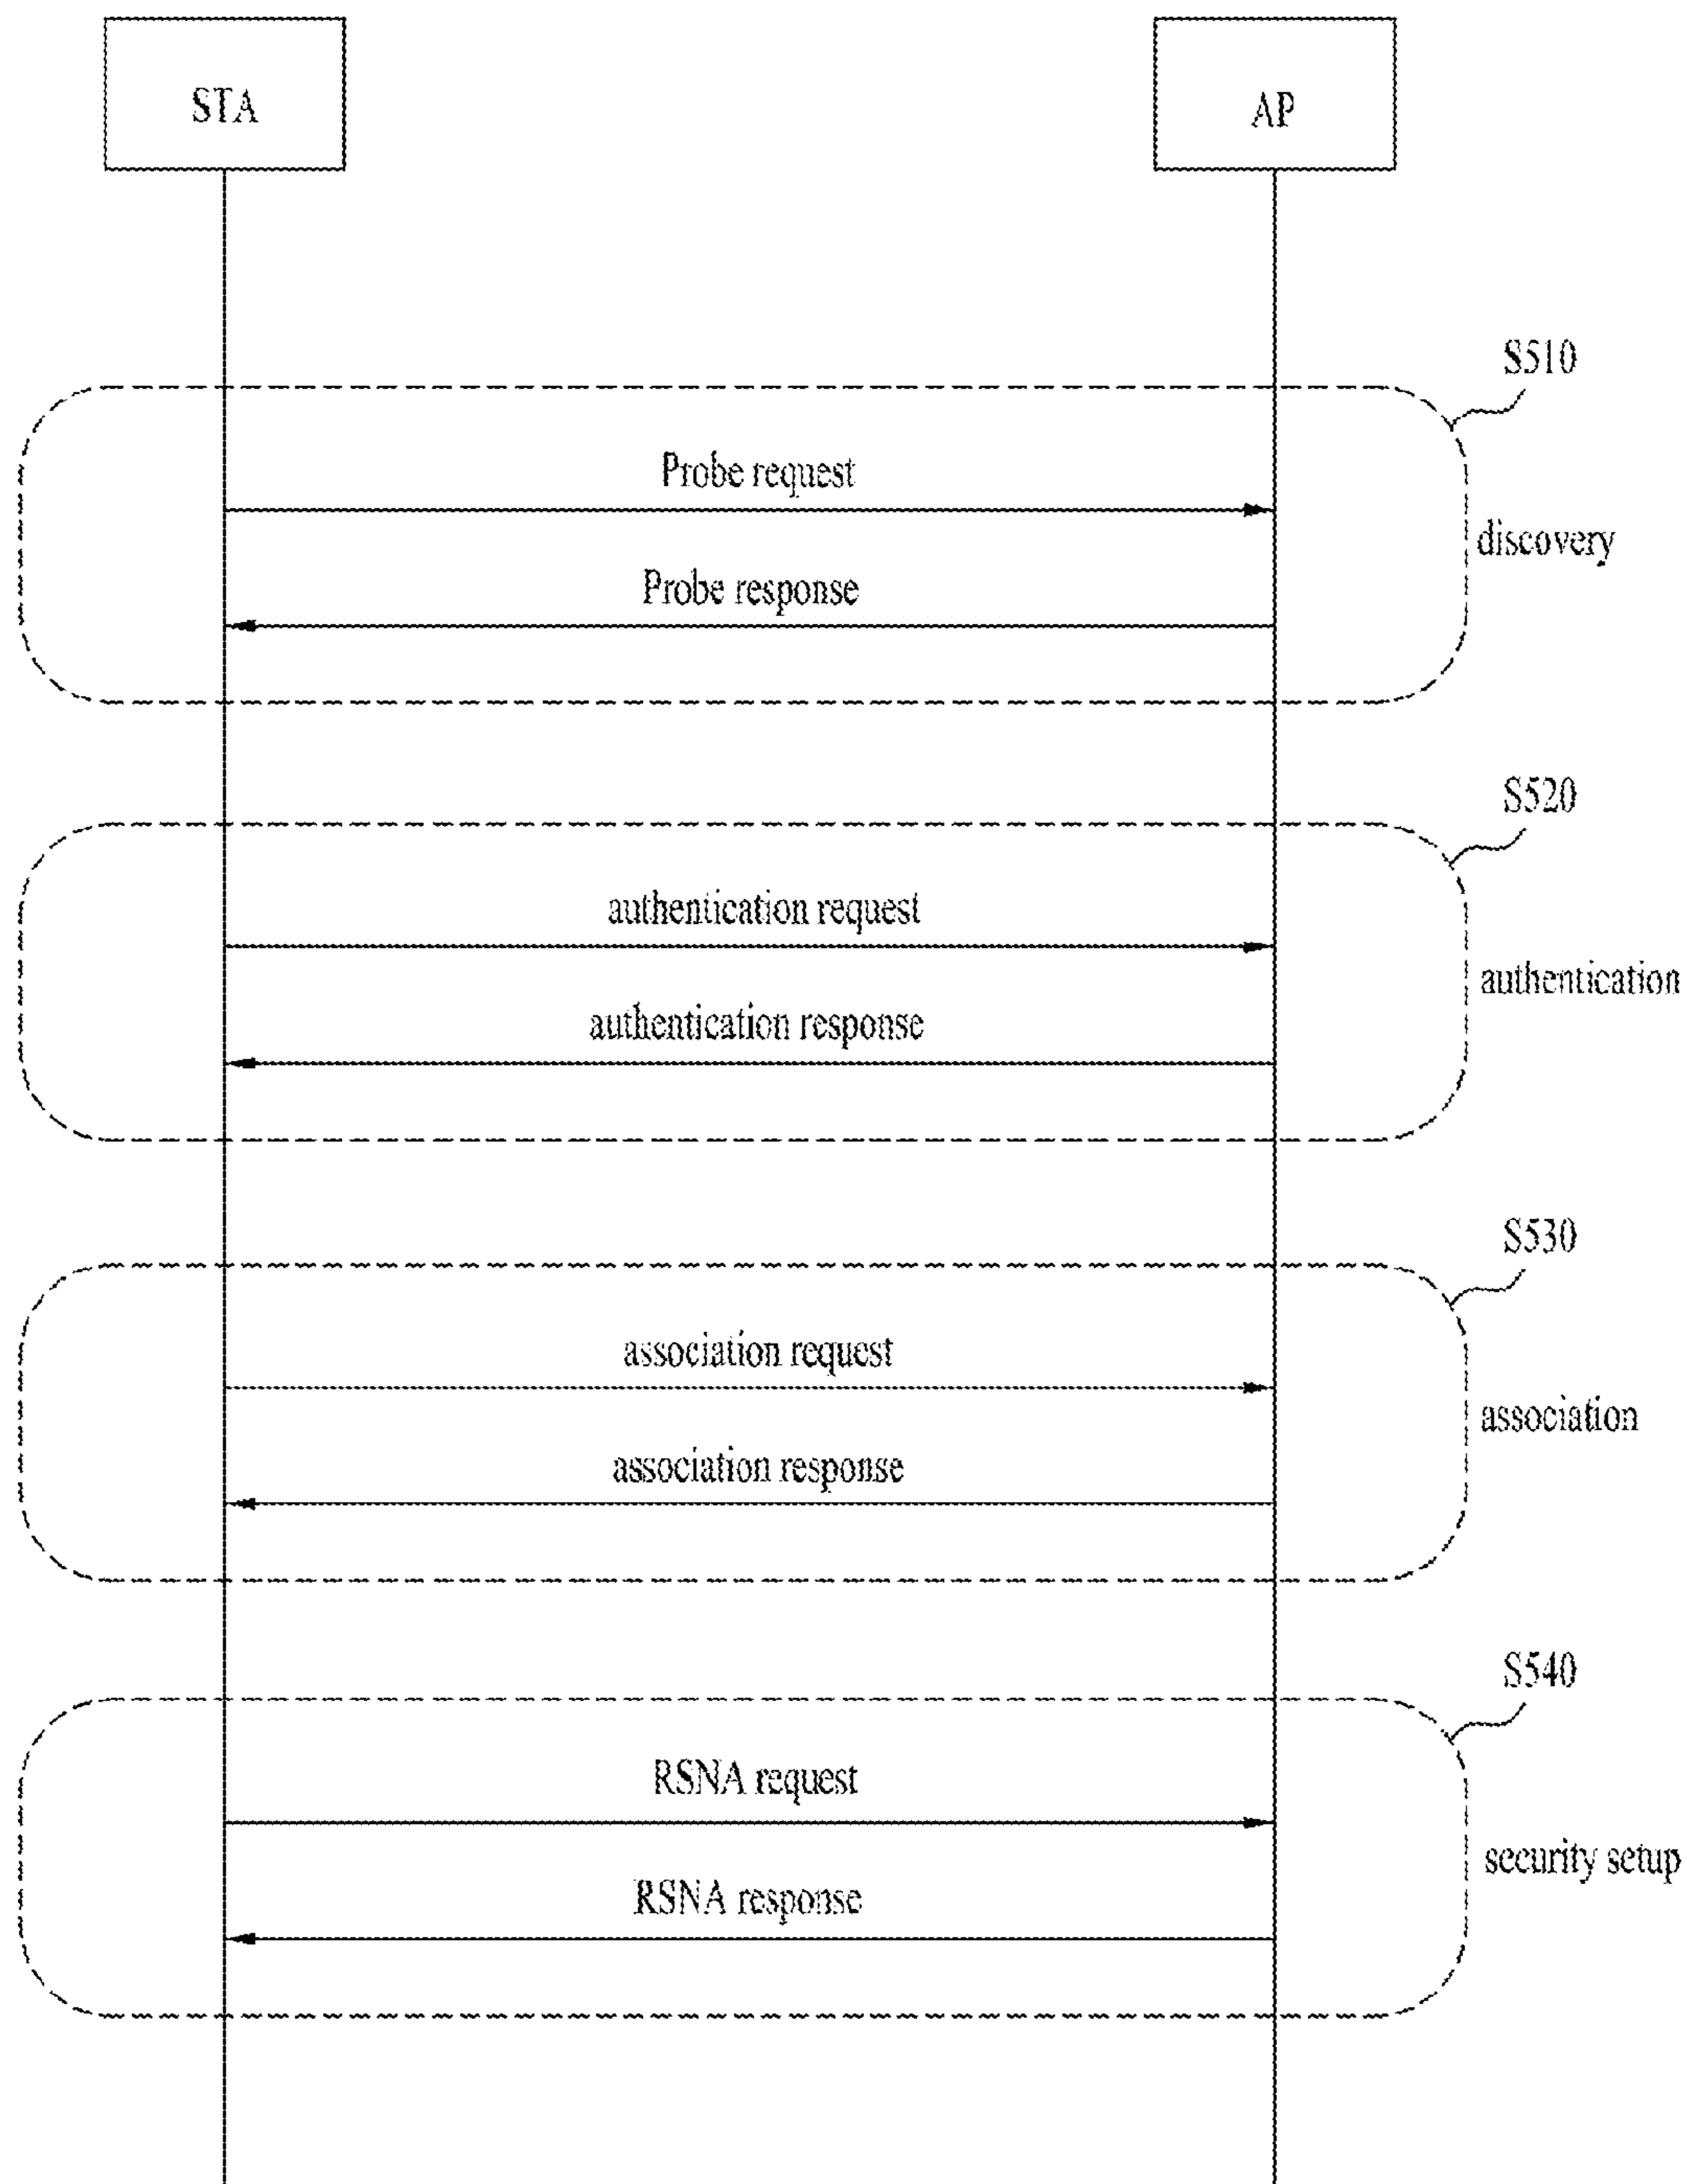 STA
AP
S510
Probe request
discovery
Probe response
S520
authentication request
authentication
authentication response
S530
association request
association
association response
S540
RSNA request
security setup
RSNA response